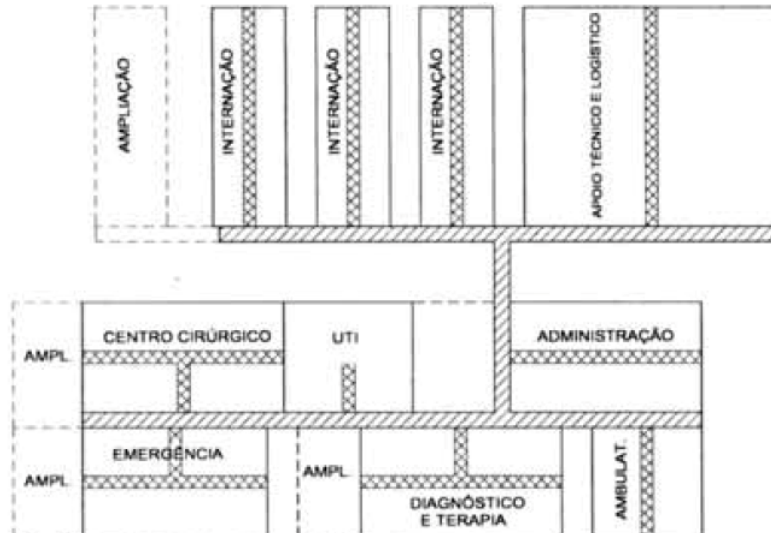 AMPLIAÇÃO
INTERNAÇÃO
INTERNAÇÃO
INTERNAÇÃO
APOIO TÉCNICO E LOGÍSTICO
CENTRO CIRÚRGICO
UTI
ADMINISTRAÇÃO
AMPL.
EMERGÊNCIA
AMPL.
AMPL.
DIAGNÓSTICO
E TERAPIA
AMBULAT.